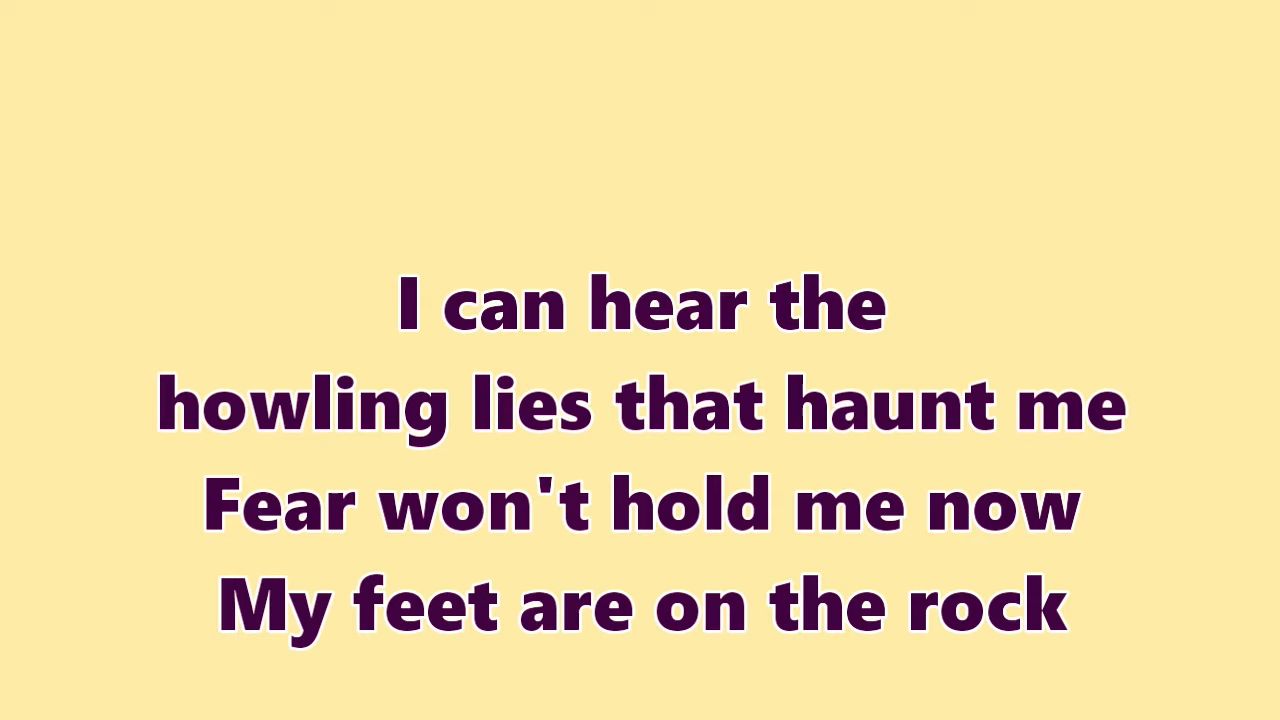 I can hear the
howling lies that haunt me
Fear won't hold me now
My feet are on the rock